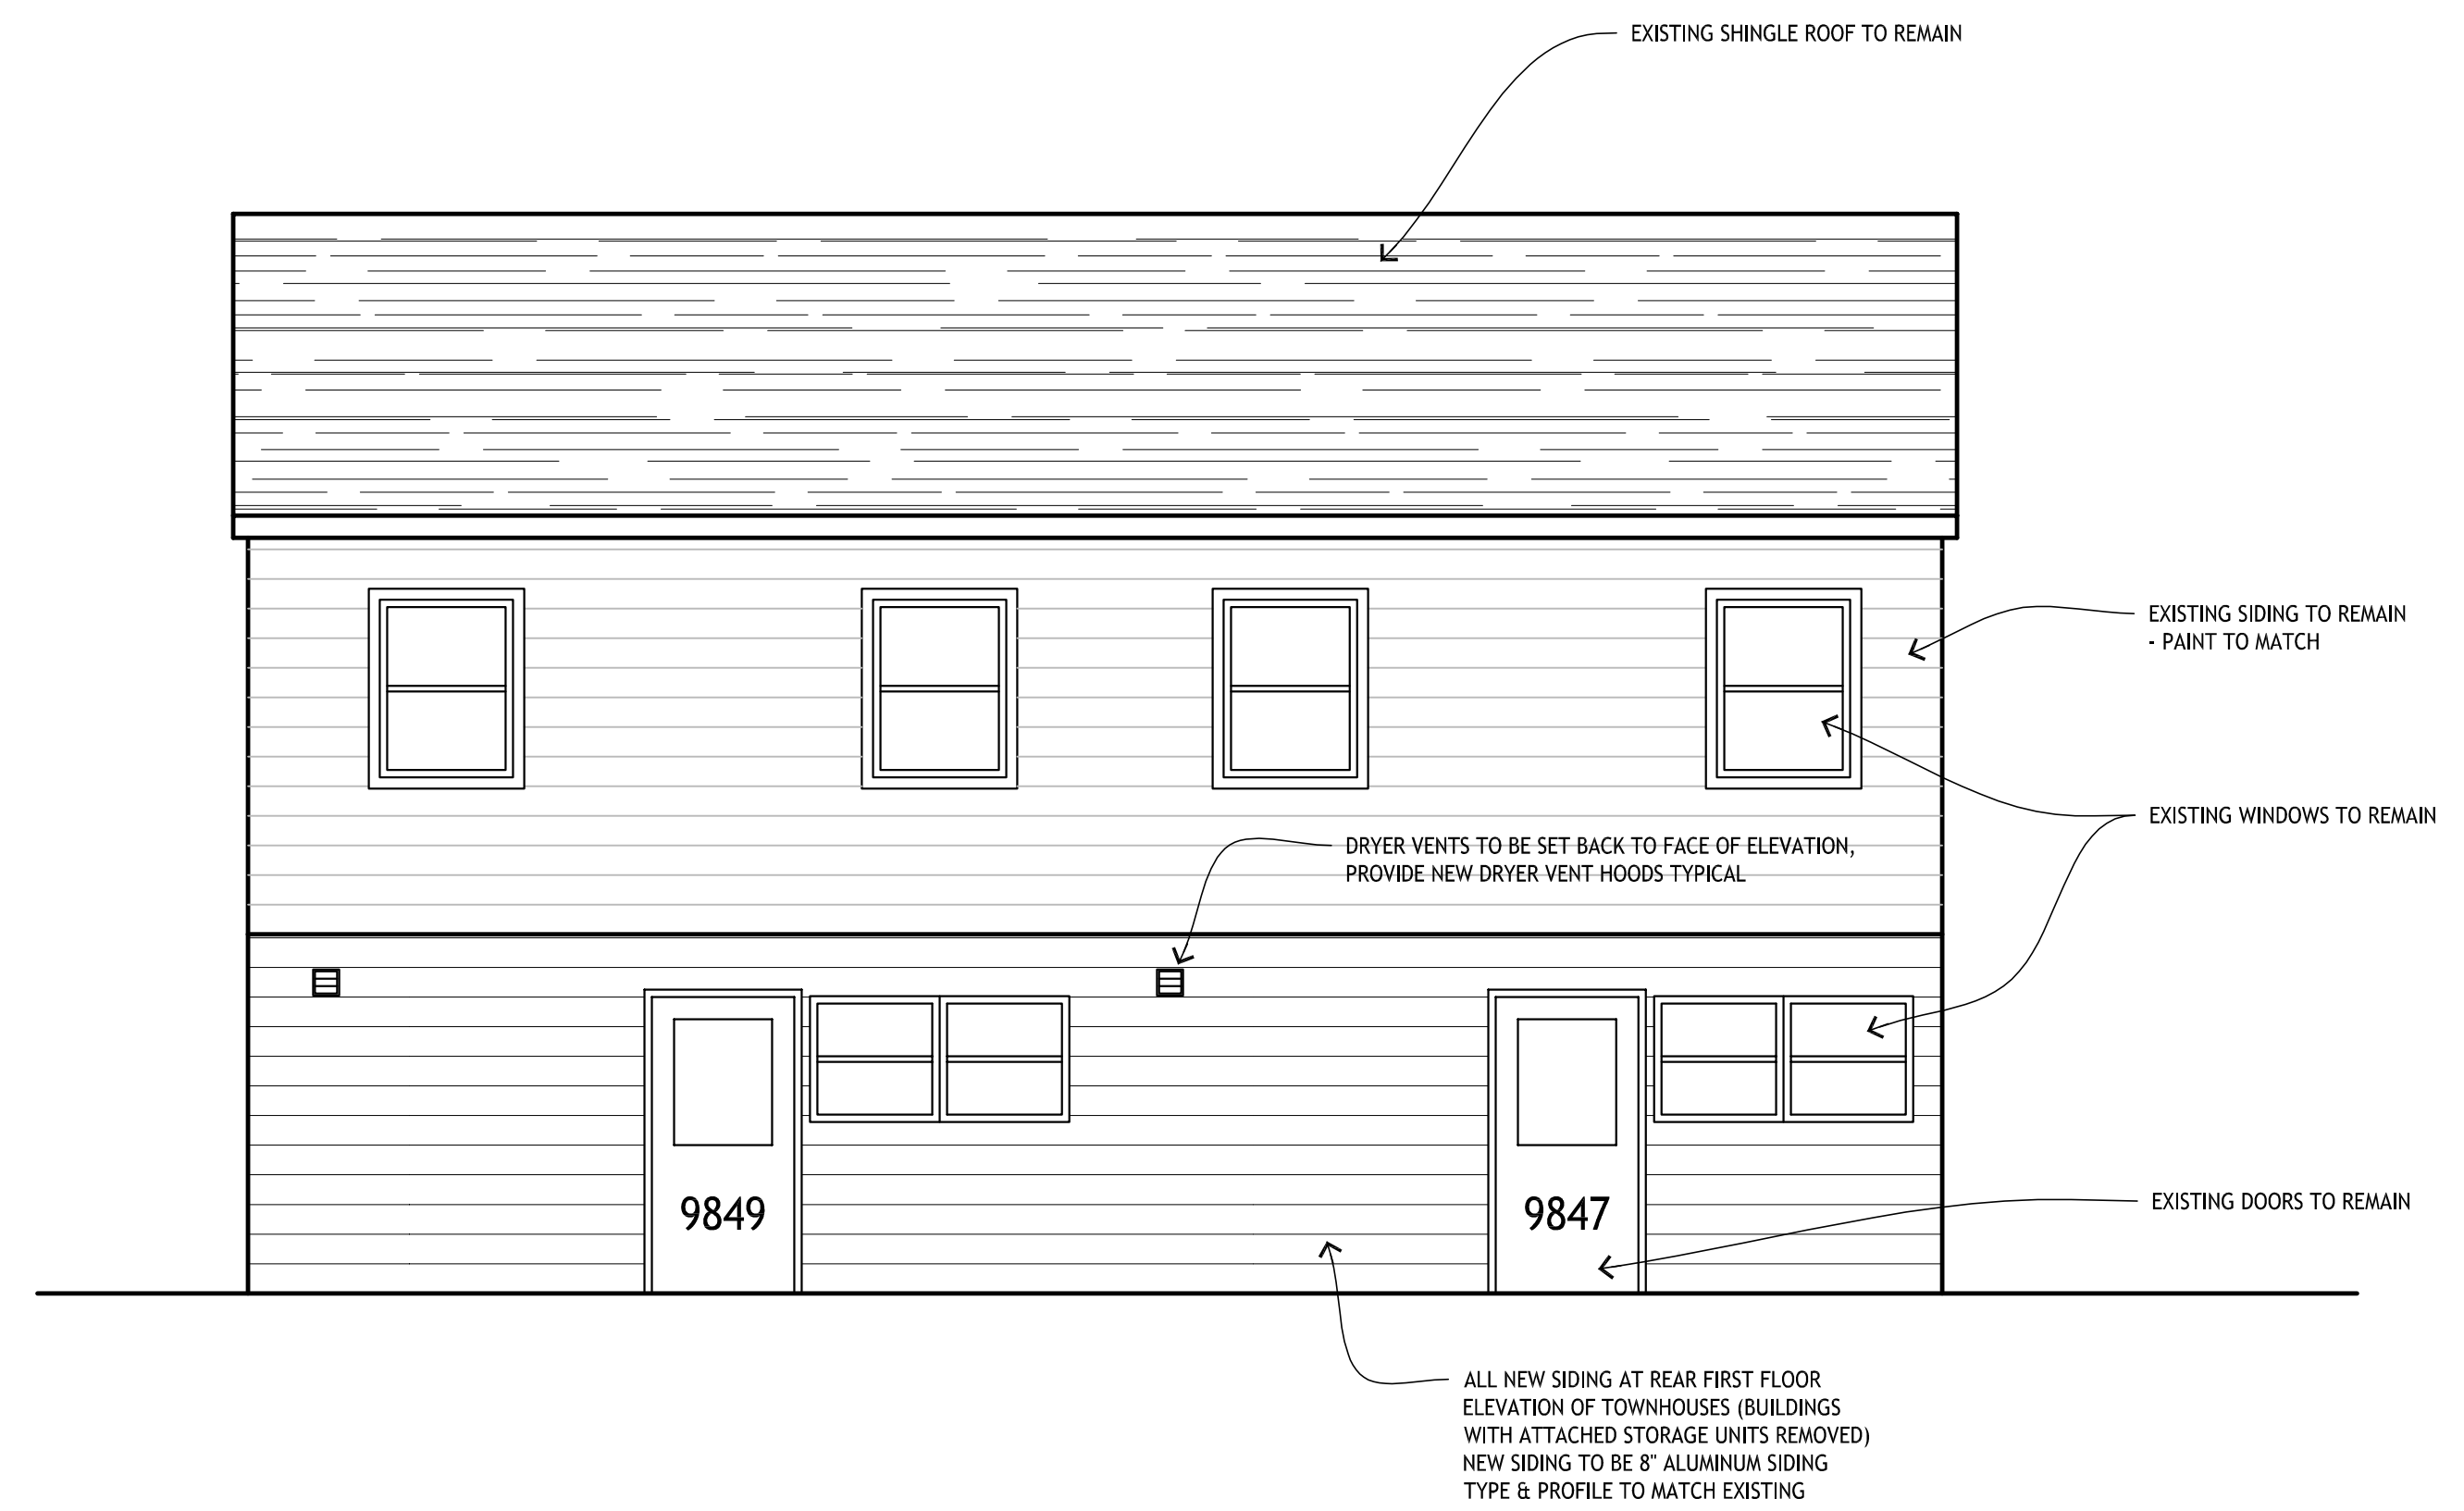 EXISTING SHINGLE ROOF TO REMAIN
EXISTING SIDING TO REMAIN
- PAINT TO MATCH
EXISTING WINDOWS TO REMAIN
DRYER VENTS TO BE SET BACK TO FACE OF ELEVATION,
PROVIDE NEW DRYER VENT HOODS TYPICAL
9849
9847
EXISTING DOORS TO REMAIN
ALL NEW SIDING AT REAR FIRST FLOOR
ELEVATION OF TOWNHOUSES (BUILDINGS
WITH ATTACHED STORAGE UNITS REMOVED)
NEW SIDING TO BE 8" ALUMINUM SIDING
TYPE & PROFILE TO MATCH EXISTING